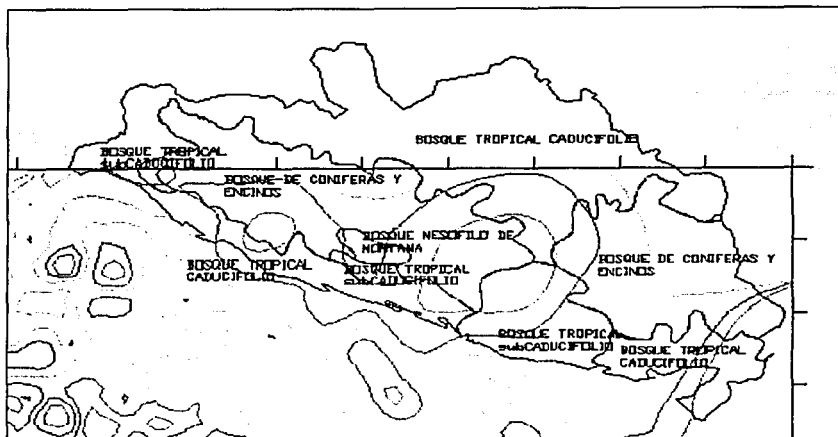 BOSQUE TROPICAL CADUCIFOLIO
BOSQUE TROPICAL
subCADUCIFOLIO
BOSQUE DE CONIFERAS Y
ENCINOS
BOSQUE MESOFILO DE
MONTANA
BOSQUE TROPICAL
CADUCIFOLIO
BOSQUE TROPICAL
subCADUCIFOLIO
BOSQUE DE CONIFERAS Y
ENCINOS
BOSQUE TROPICAL
subCADUCIFOLIO
BOSQUE TROPICAL
CADUCIFOLIO